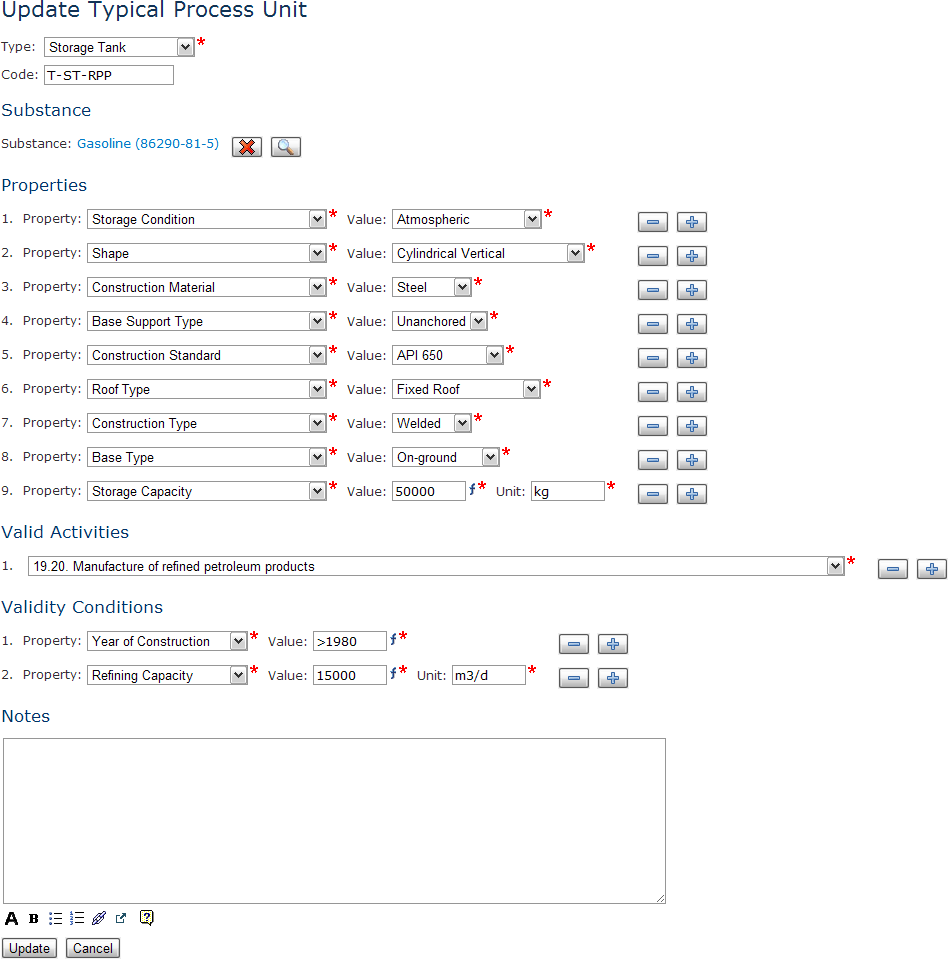 Update Typical Process Unit
Type: Storage Tank *
Code: T-ST-RPP
Substance
Substance: Gasoline (86290-81-5)
Properties
1. Property: Storage Condition * Value: Atmospheric *
2. Property: Shape * Value: Cylindrical Vertical *
3. Property: Construction Material * Value: Steel *
4. Property: Base Support Type * Value: Unanchored *
5. Property: Construction Standard * Value: API 650 *
6. Property: Roof Type * Value: Fixed Roof *
7. Property: Construction Type * Value: Welded *
8. Property: Base Type * Value: On-ground *
9. Property: Storage Capacity * Value: 50000 f * Unit: kg *
Valid Activities
1. 19.20. Manufacture of refined petroleum products *
Validity Conditions
1. Property: Year of Construction * Value: >1980 f *
2. Property: Refining Capacity * Value: 15000 f * Unit: m3/d *
Notes
A B ?
Update Cancel